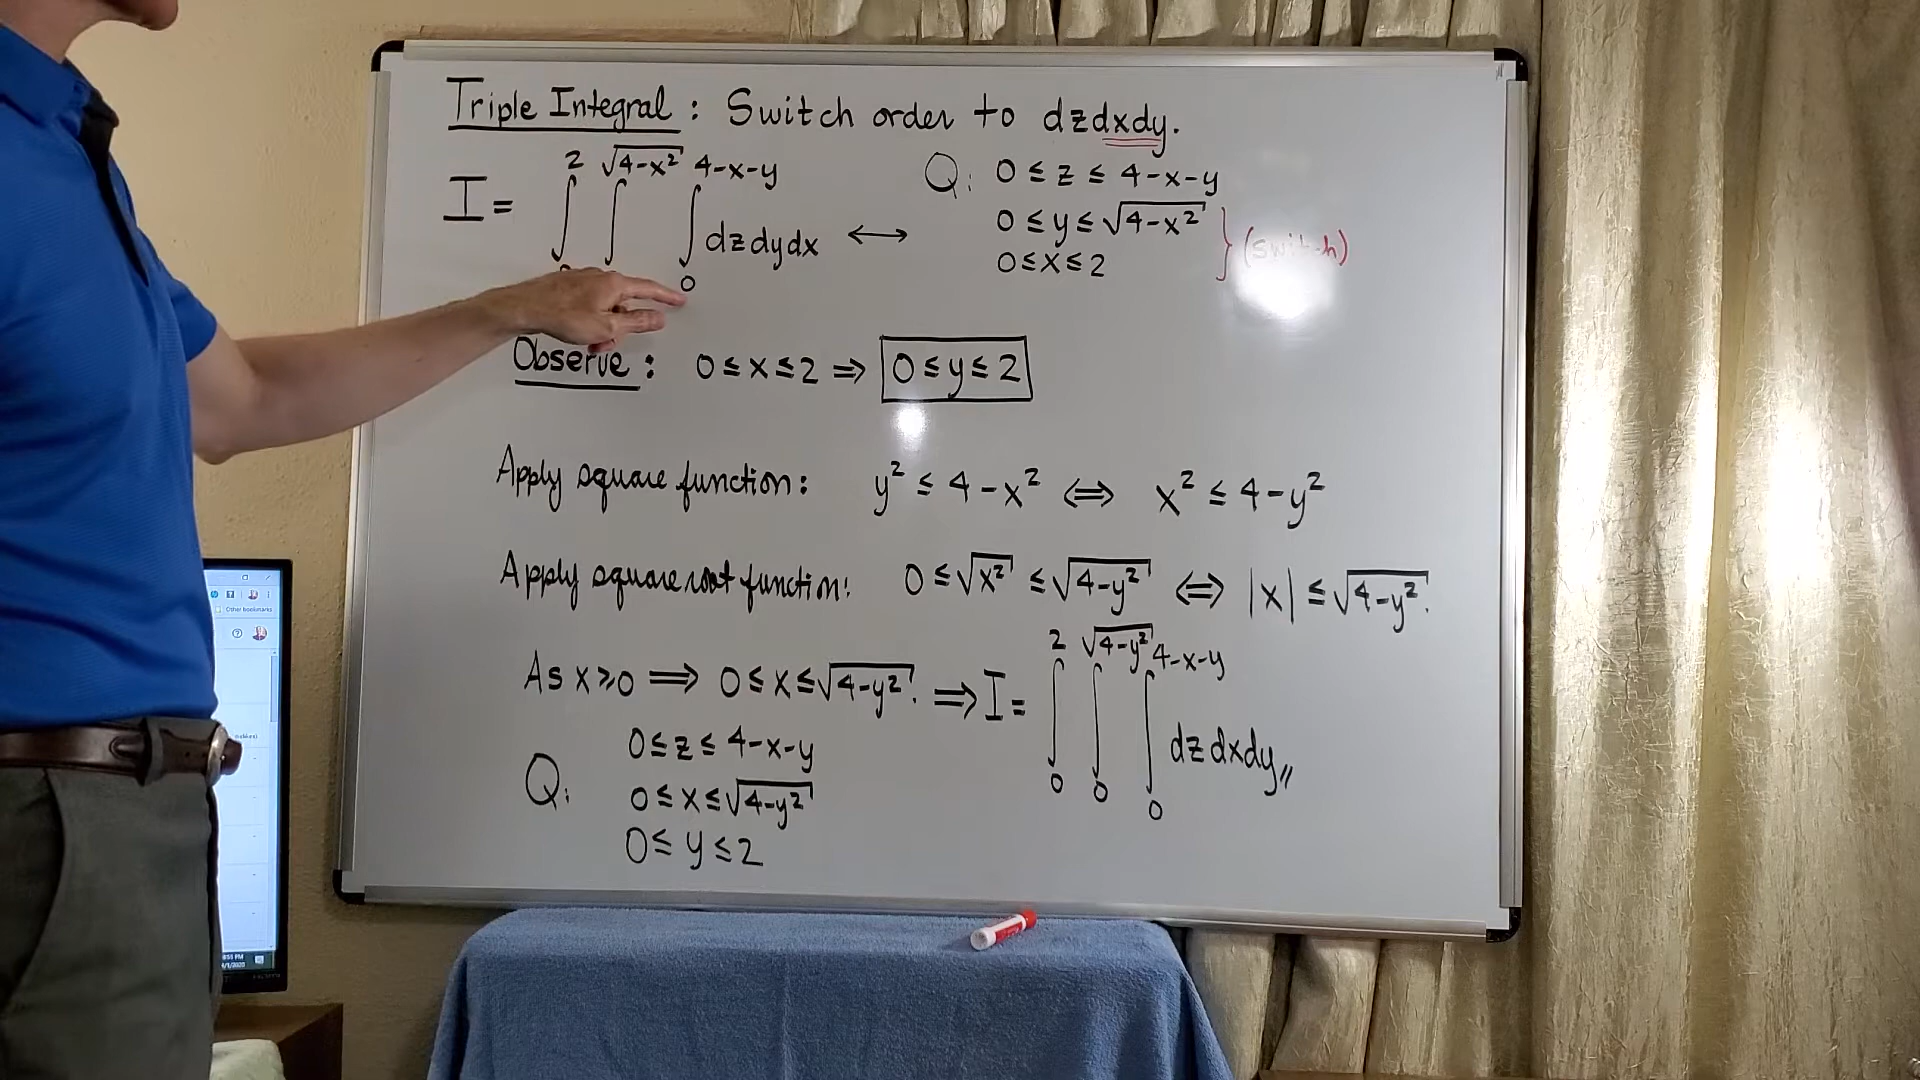 Triple Integral : Switch order to dzdxdy.
2 √4-x² 4-x-y
I = ∫ ∫ ∫ dzdydx ⟷
0
Q: 0 ≤ z ≤ 4-x-y
0 ≤ y ≤ √4-x²
0 ≤ x ≤ 2
} (switch)
Observe : 0 ≤ x ≤ 2 ⇒ 0 ≤ y ≤ 2
Apply square function : y² ≤ 4-x² ⇔ x² ≤ 4-y²
Apply square root function: 0 ≤ √x² ≤ √4-y² ⇔ |x| ≤ √4-y².
As x ≥ 0 ⟹ 0 ≤ x ≤ √4-y². ⇒ I = ∫ ∫ ∫ dzdxdy //
2 √4-y² 4-x-y
0 0 0
Q: 0 ≤ z ≤ 4-x-y
0 ≤ x ≤ √4-y²
0 ≤ y ≤ 2
Other bookmarks